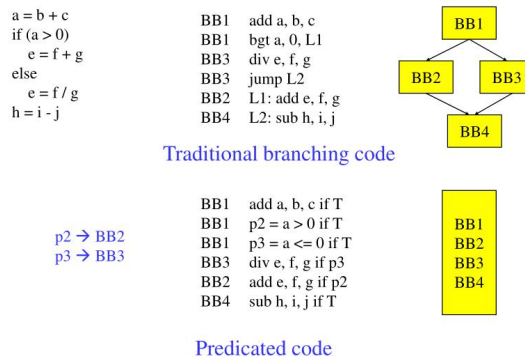 a = b + c
if (a > 0)
e = f + g
else
e = f / g
h = i - j
BB1 add a, b, c
BB1 bgt a, 0, L1
BB3 div e, f, g
BB3 jump L2
BB2 L1: add e, f, g
BB4 L2: sub h, i, j
BB1
BB2 BB3
BB4
Traditional branching code
p2 → BB2
p3 → BB3
BB1 add a, b, c if T
BB1 p2 = a > 0 if T
BB1 p3 = a <= 0 if T
BB3 div e, f, g if p3
BB2 add e, f, g if p2
BB4 sub h, i, j if T
BB1
BB2
BB3
BB4
Predicated code